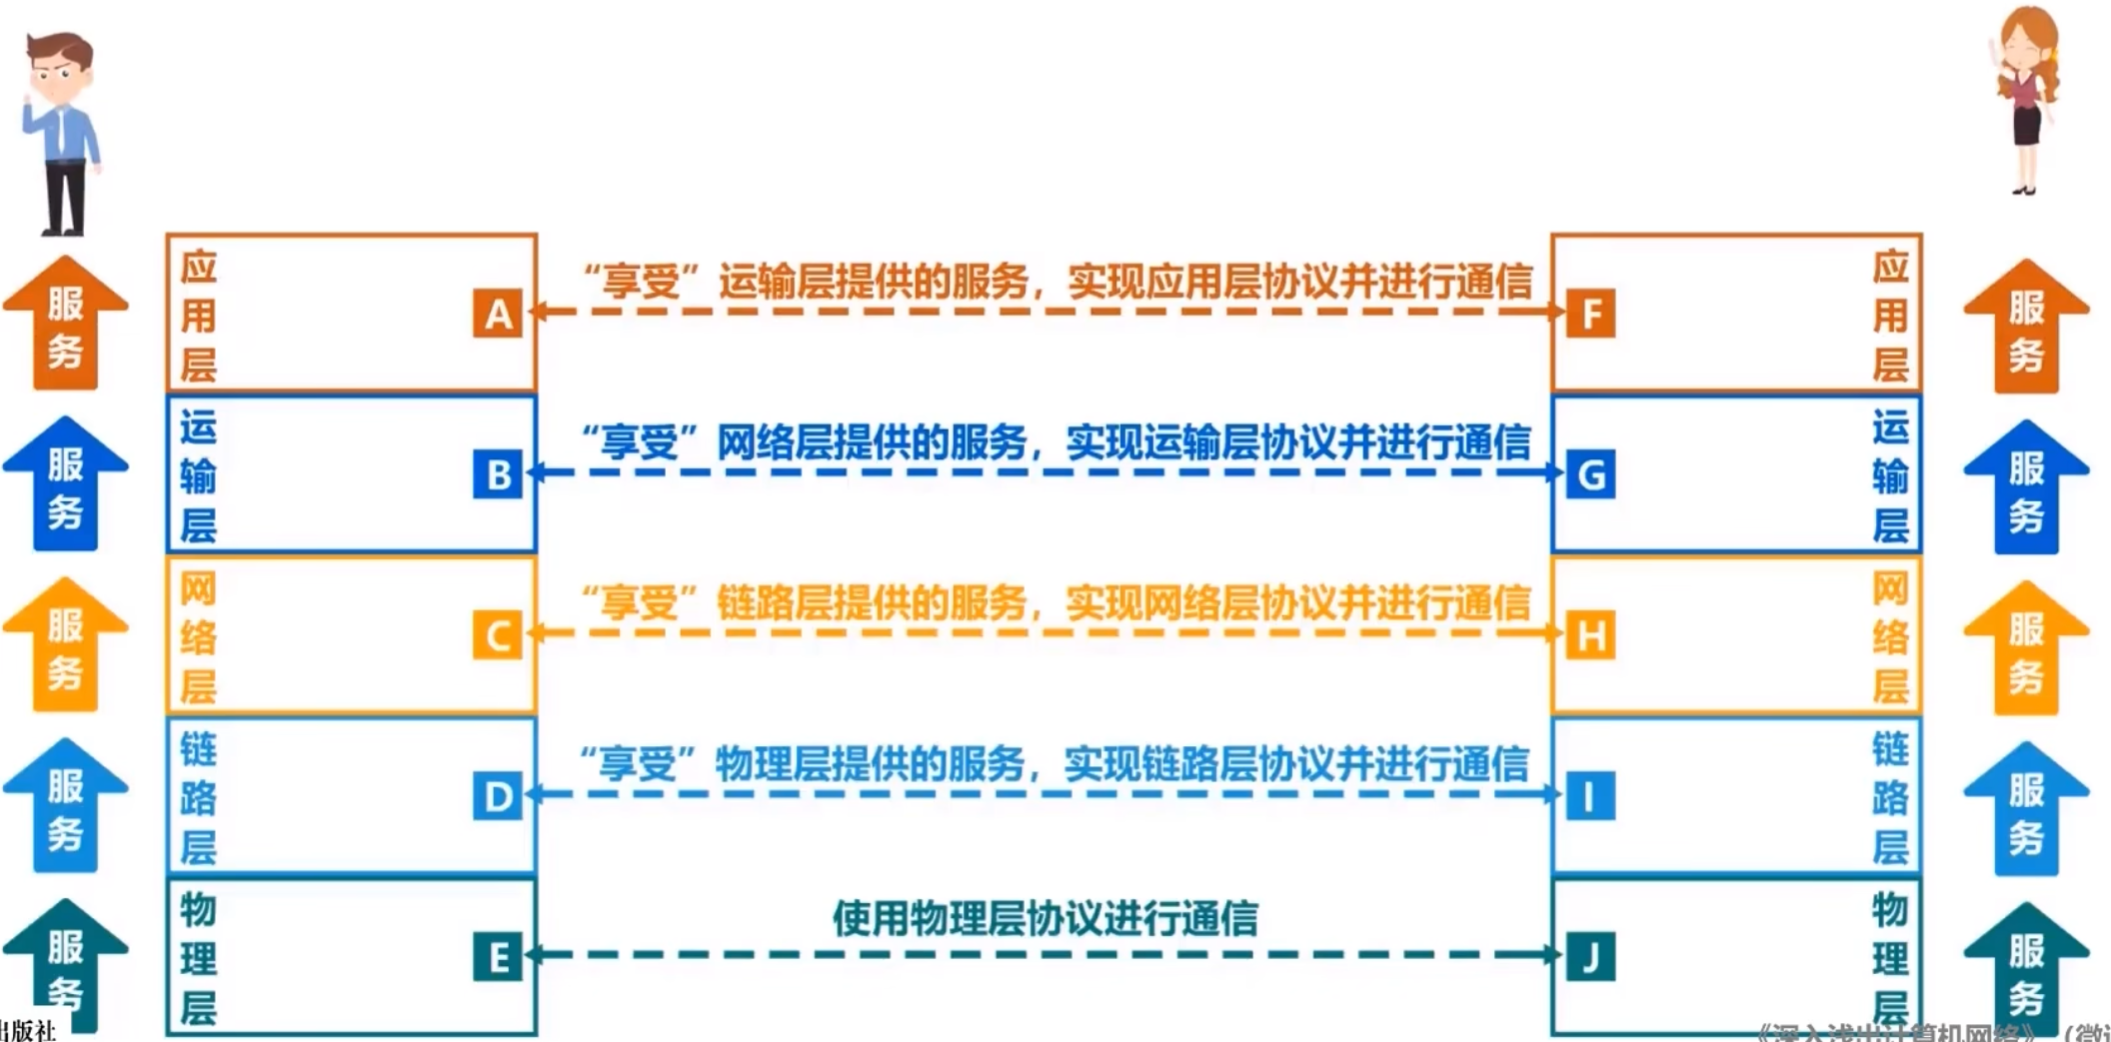 应用层
A
“享受”运输层提供的服务，实现应用层协议并进行通信
F
应用层
服务
服务
运输层
B
“享受”网络层提供的服务，实现运输层协议并进行通信
G
运输层
服务
服务
网络层
C
“享受”链路层提供的服务，实现网络层协议并进行通信
H
网络层
服务
服务
链路层
D
“享受”物理层提供的服务，实现链路层协议并进行通信
I
链路层
服务
服务
物理层
E
使用物理层协议进行通信
J
物理层
服务
服务
出版社
《深入浅出计算机网络》（微